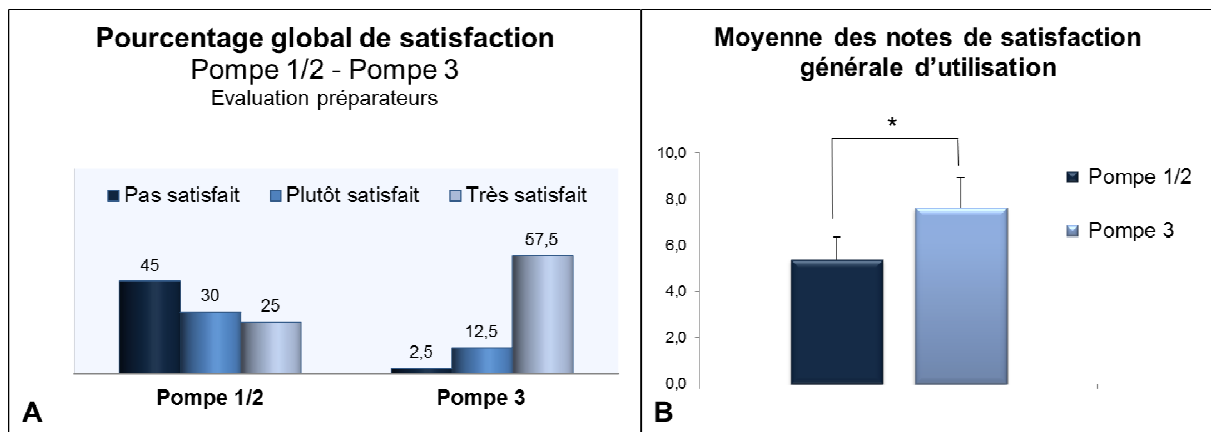 Pourcentage global de satisfaction
Pompe 1/2 - Pompe 3
Evaluation préparateurs
Pas satisfait Plutôt satisfait Très satisfait
45
30
25
2,5
12,5
57,5
Pompe 1/2 Pompe 3
A
Moyenne des notes de satisfaction
générale d'utilisation
*
10,0
8,0
6,0
4,0
2,0
0,0
Pompe 1/2
Pompe 3
B